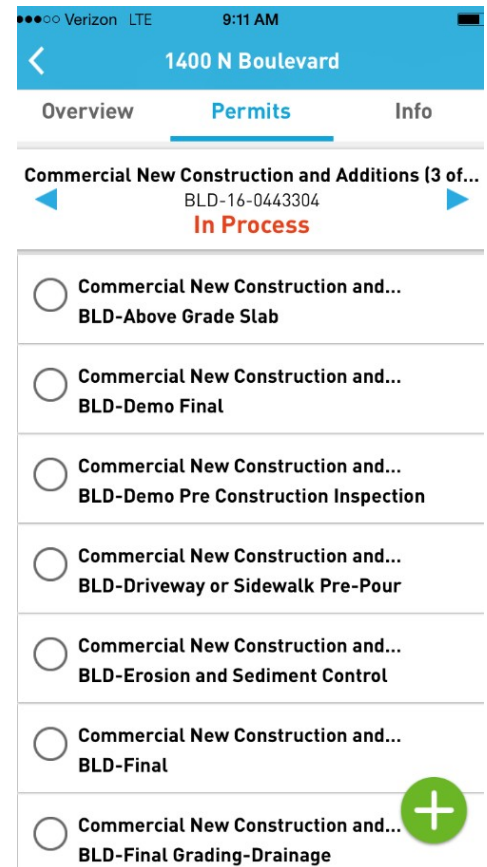 Verizon LTE 9:11 AM
1400 N Boulevard
Overview Permits Info
Commercial New Construction and Additions (3 of...
BLD-16-0443304
In Process
Commercial New Construction and...
BLD-Above Grade Slab
Commercial New Construction and...
BLD-Demo Final
Commercial New Construction and...
BLD-Demo Pre Construction Inspection
Commercial New Construction and...
BLD-Driveway or Sidewalk Pre-Pour
Commercial New Construction and...
BLD-Erosion and Sediment Control
Commercial New Construction and...
BLD-Final
Commercial New Construction and...
BLD-Final Grading-Drainage